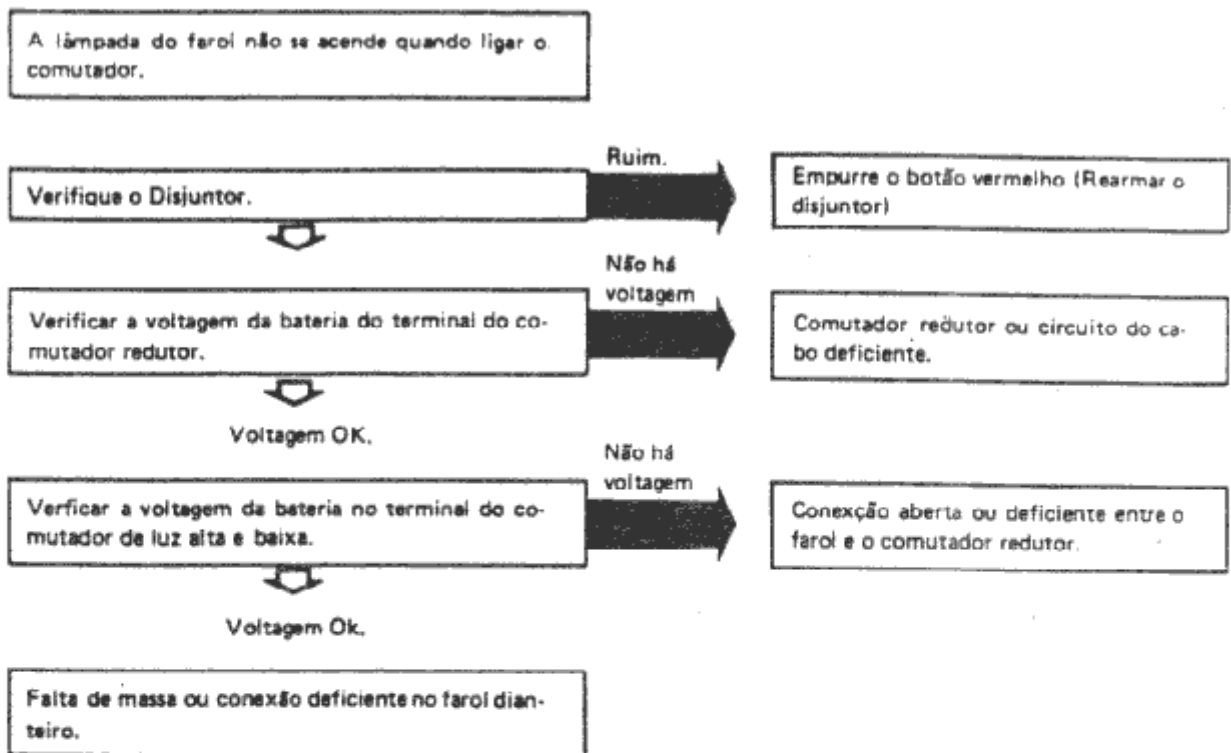 A lâmpada do farol não se acende quando ligar o
comutador.
Ruim.
Verifique o Disjuntor.
Empurre o botão vermelho (Rearmar o
disjuntor)
Não há
voltagem
Verificar a voltagem da bateria do terminal do co-
mutador redutor.
Comutador redutor ou circuito do ca-
bo deficiente.
Voltagem OK.
Não há
voltagem
Verficar a voltagem da bateria no terminal do co-
mutador de luz alta e baixa.
Conexção aberta ou deficiente entre o
farol e o comutador redutor.
Voltagem Ok.
Falta de massa ou conexão deficiente no farol dian-
teiro.